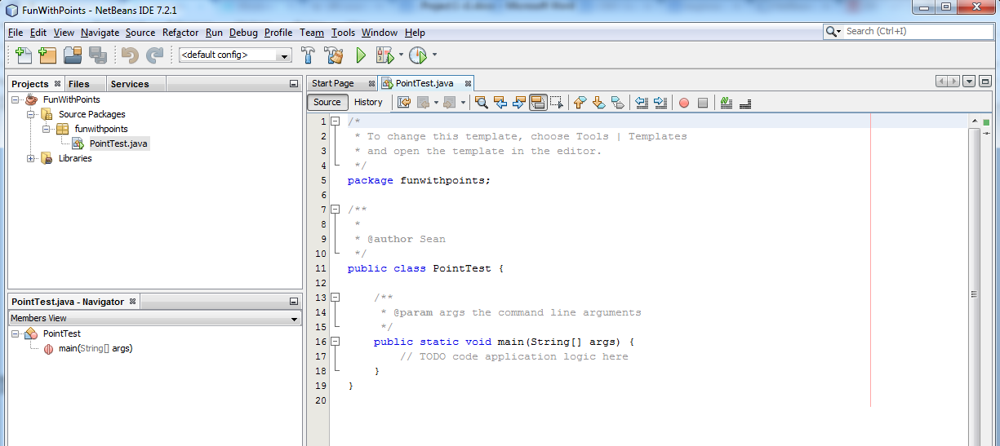 FunWithPoints - NetBeans IDE 7.2.1
File Edit View Navigate Source Refactor Run Debug Profile Team Tools Window Help
Search (Ctrl+I)
<default config>
Projects Files Services
FunWithPoints
Source Packages
funwithpoints
PointTest.java
Libraries
PointTest.java - Navigator
Members View
PointTest
main(String[] args)
Start Page PointTest.java
Source History
1 /*
2 * To change this template, choose Tools | Templates
3 * and open the template in the editor.
4 */
5 package funwithpoints;
6
7 /**
8 *
9 * @author Sean
10 */
11 public class PointTest {
12
13 /**
14 * @param args the command line arguments
15 */
16 public static void main(String[] args) {
17 // TODO code application logic here
18 }
19 }
20